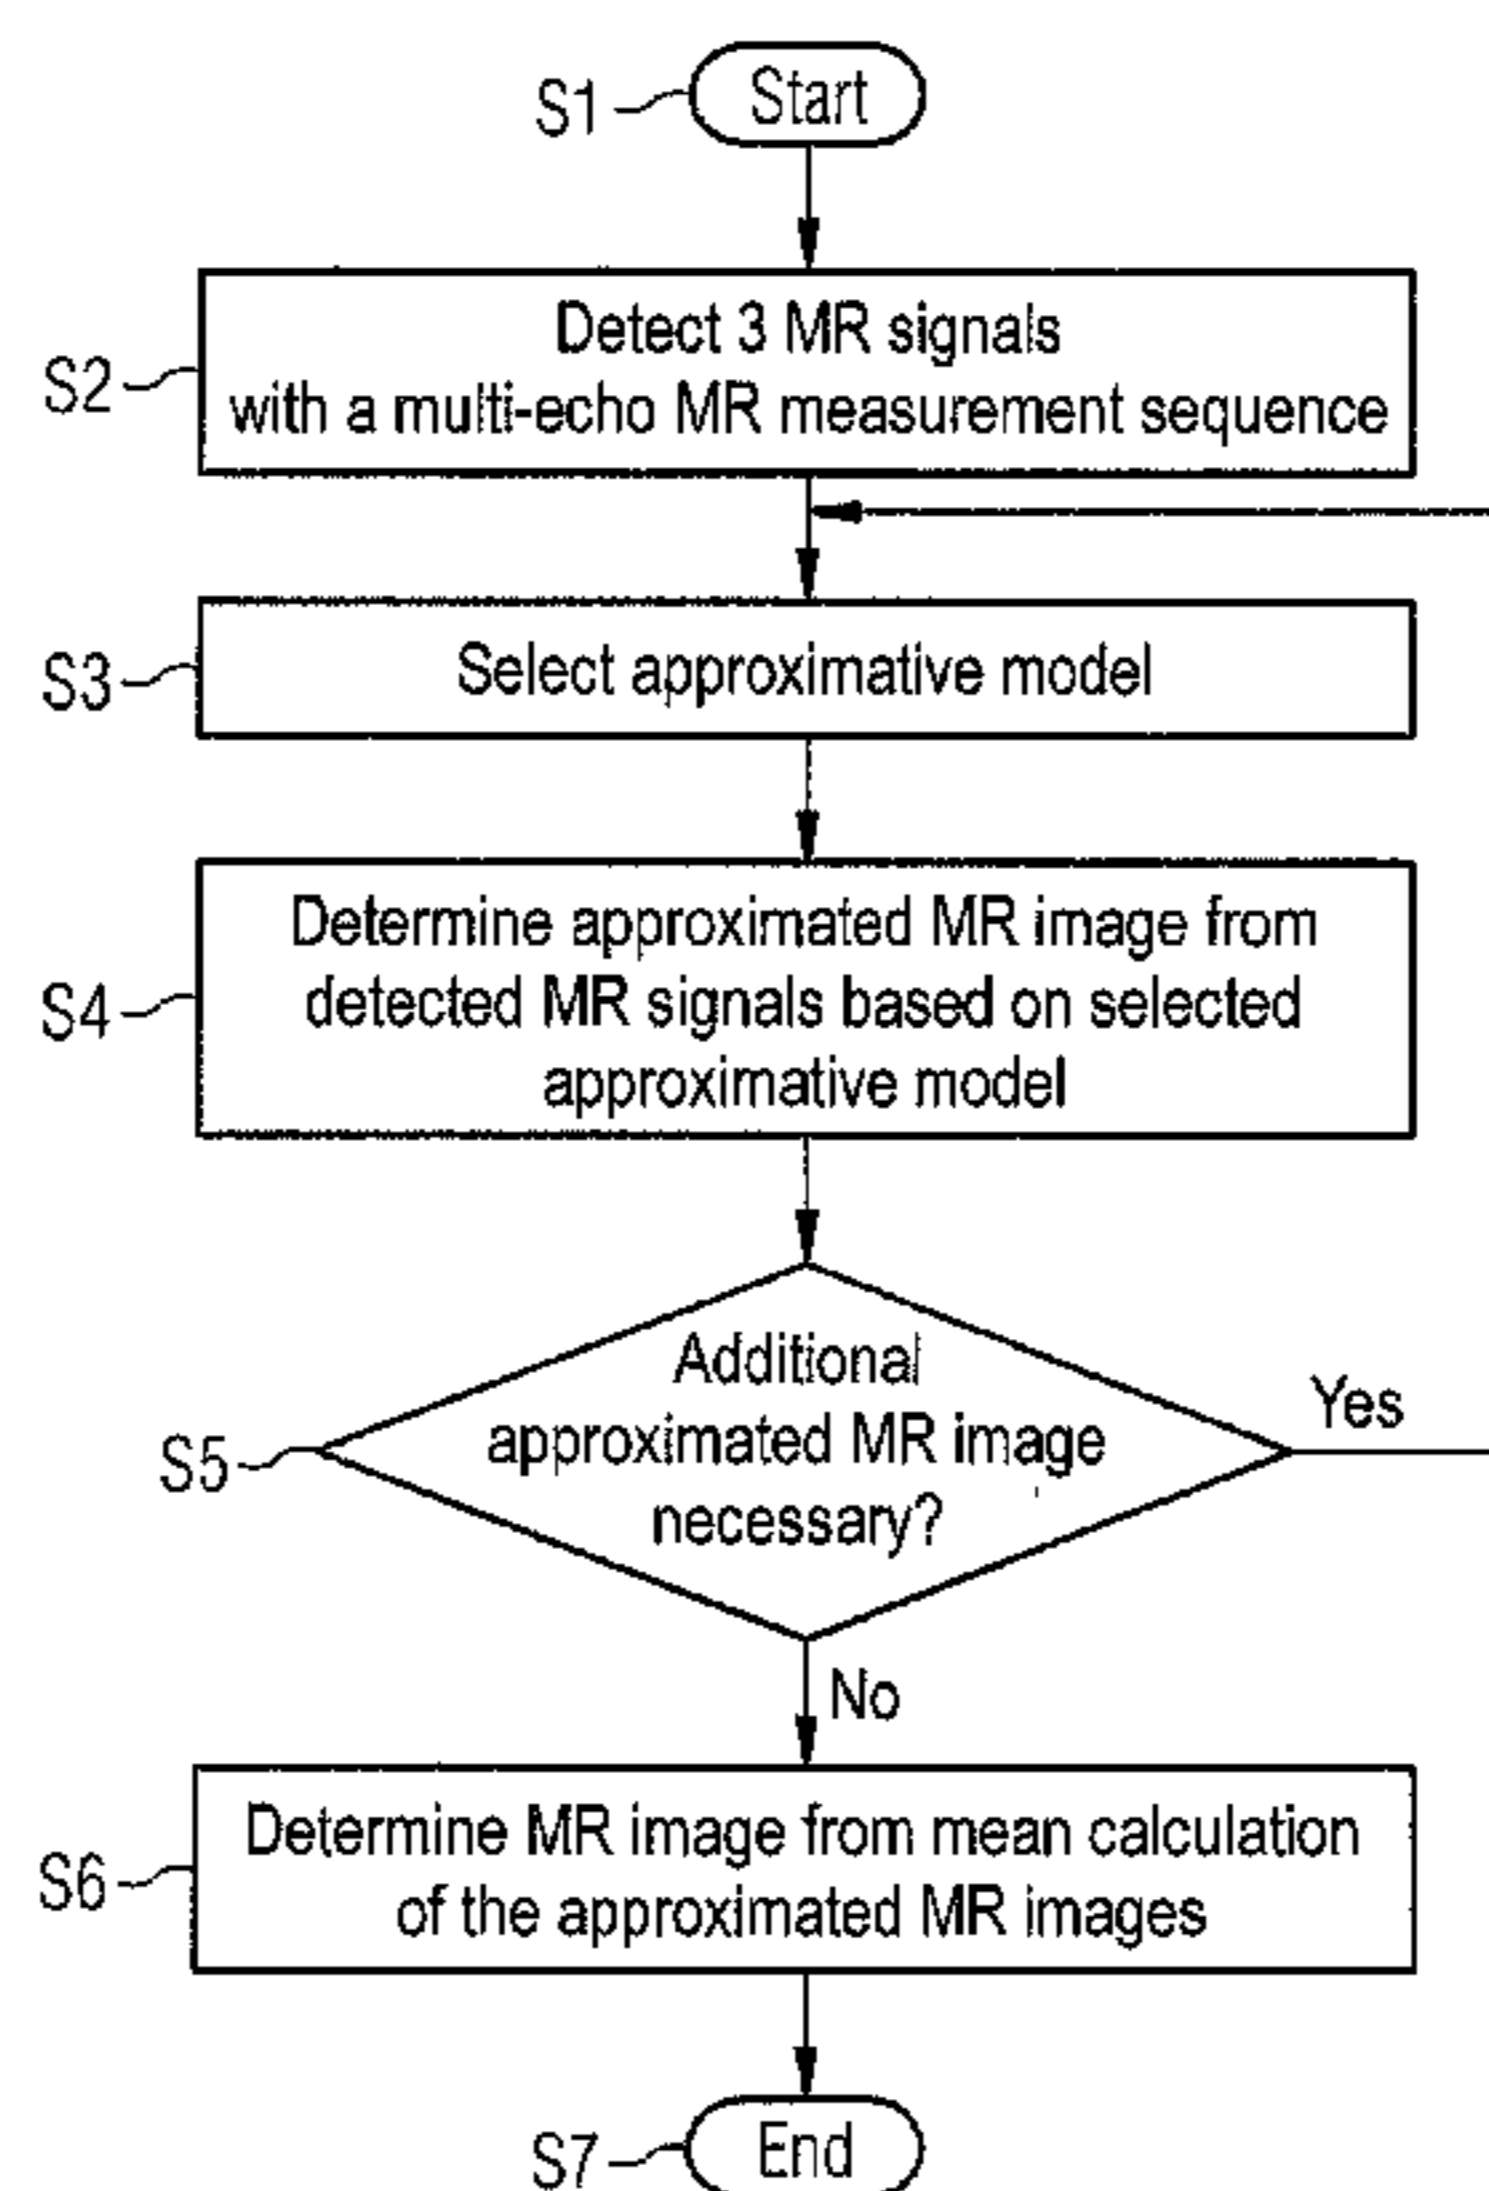 S1
Start
S2
Detect 3 MR signals
with a multi-echo MR measurement sequence
S3
Select approximative model
S4
Determine approximated MR image from
detected MR signals based on selected
approximative model
S5
Additional
approximated MR image
necessary?
Yes
No
S6
Determine MR image from mean calculation
of the approximated MR images
S7
End